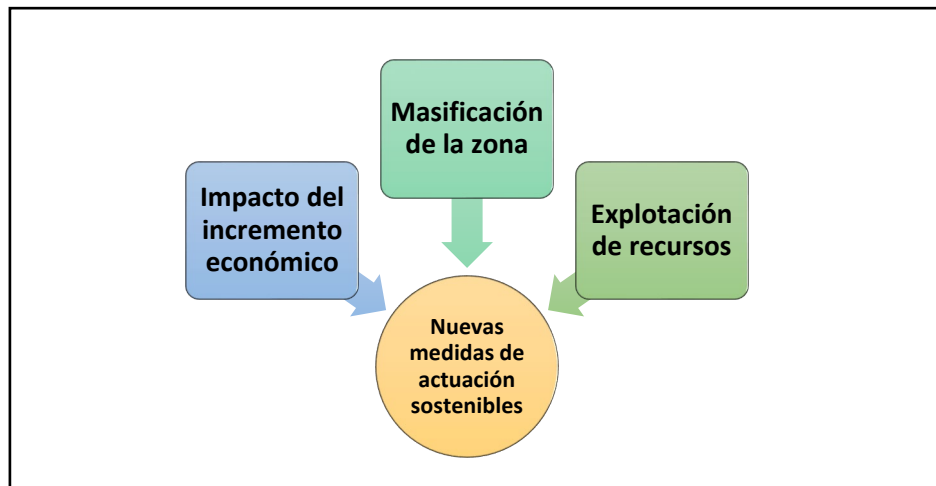 Masificación
de la zona
Impacto del
incremento
económico
Explotación
de recursos
Nuevas
medidas de
actuación
sostenibles